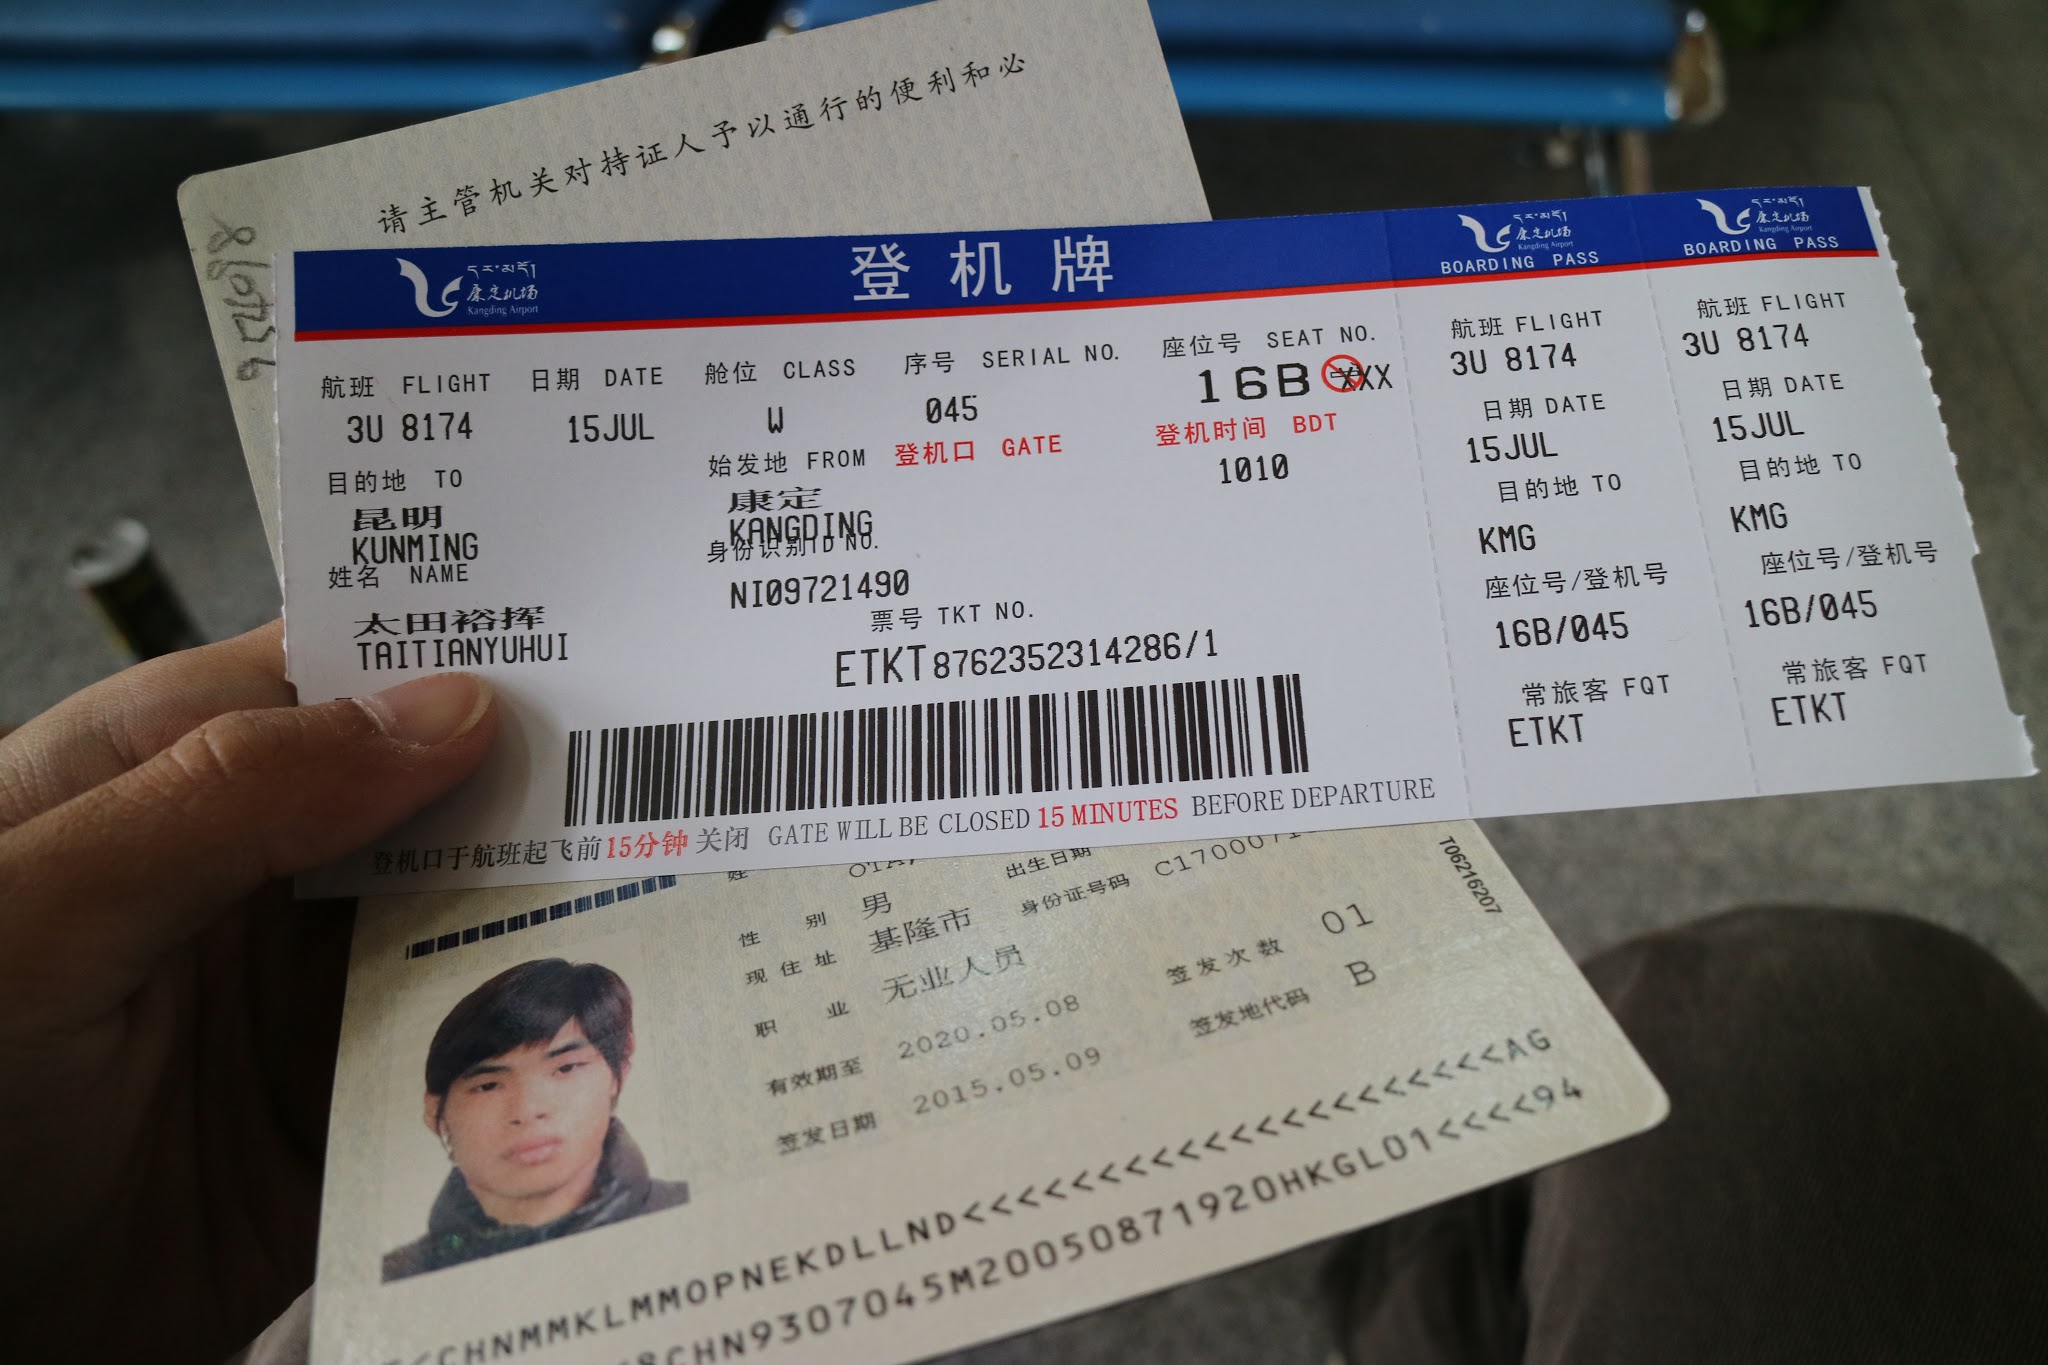 请主管机关对持证人予以通行的便利和必
康定机场
Kangding Airport
登机牌
康定机场
Kangding Airport
BOARDING PASS
康定机场
Kangding Airport
BOARDING PASS
航班 FLIGHT 日期 DATE 舱位 CLASS 序号 SERIAL NO. 座位号 SEAT NO.
3U 8174 15JUL W 045 16B XXX
目的地 TO 始发地 FROM 登机口 GATE 登机时间 BDT
昆明 康定 1010
KUNMING KANGDING
姓名 NAME 身份识别ID NO.
NI09721490
太田裕挥 票号 TKT NO.
TAITIANYUHUI ETKT8762352314286/1
登机口于航班起飞前15分钟关闭 GATE WILL BE CLOSED 15 MINUTES BEFORE DEPARTURE
航班 FLIGHT
3U 8174
日期 DATE
15JUL
目的地 TO
KMG
座位号/登机号
16B/045
常旅客 FQT
ETKT
航班 FLIGHT
3U 8174
日期 DATE
15JUL
目的地 TO
KMG
座位号/登机号
16B/045
常旅客 FQT
ETKT
姓 出生日期
性别 男 身份证号码
现住址 基隆市
职业 无业人员 签发次数 01
有效期至 2020.05.08 签发地代码 B
签发日期 2015.05.09
T06216207
<CHNMMKLMMOPNEKDLLND<<<<<<<<<<<<<<<<<<<<<AG
8CHN9307045M20050871920HKGL01<<<<94